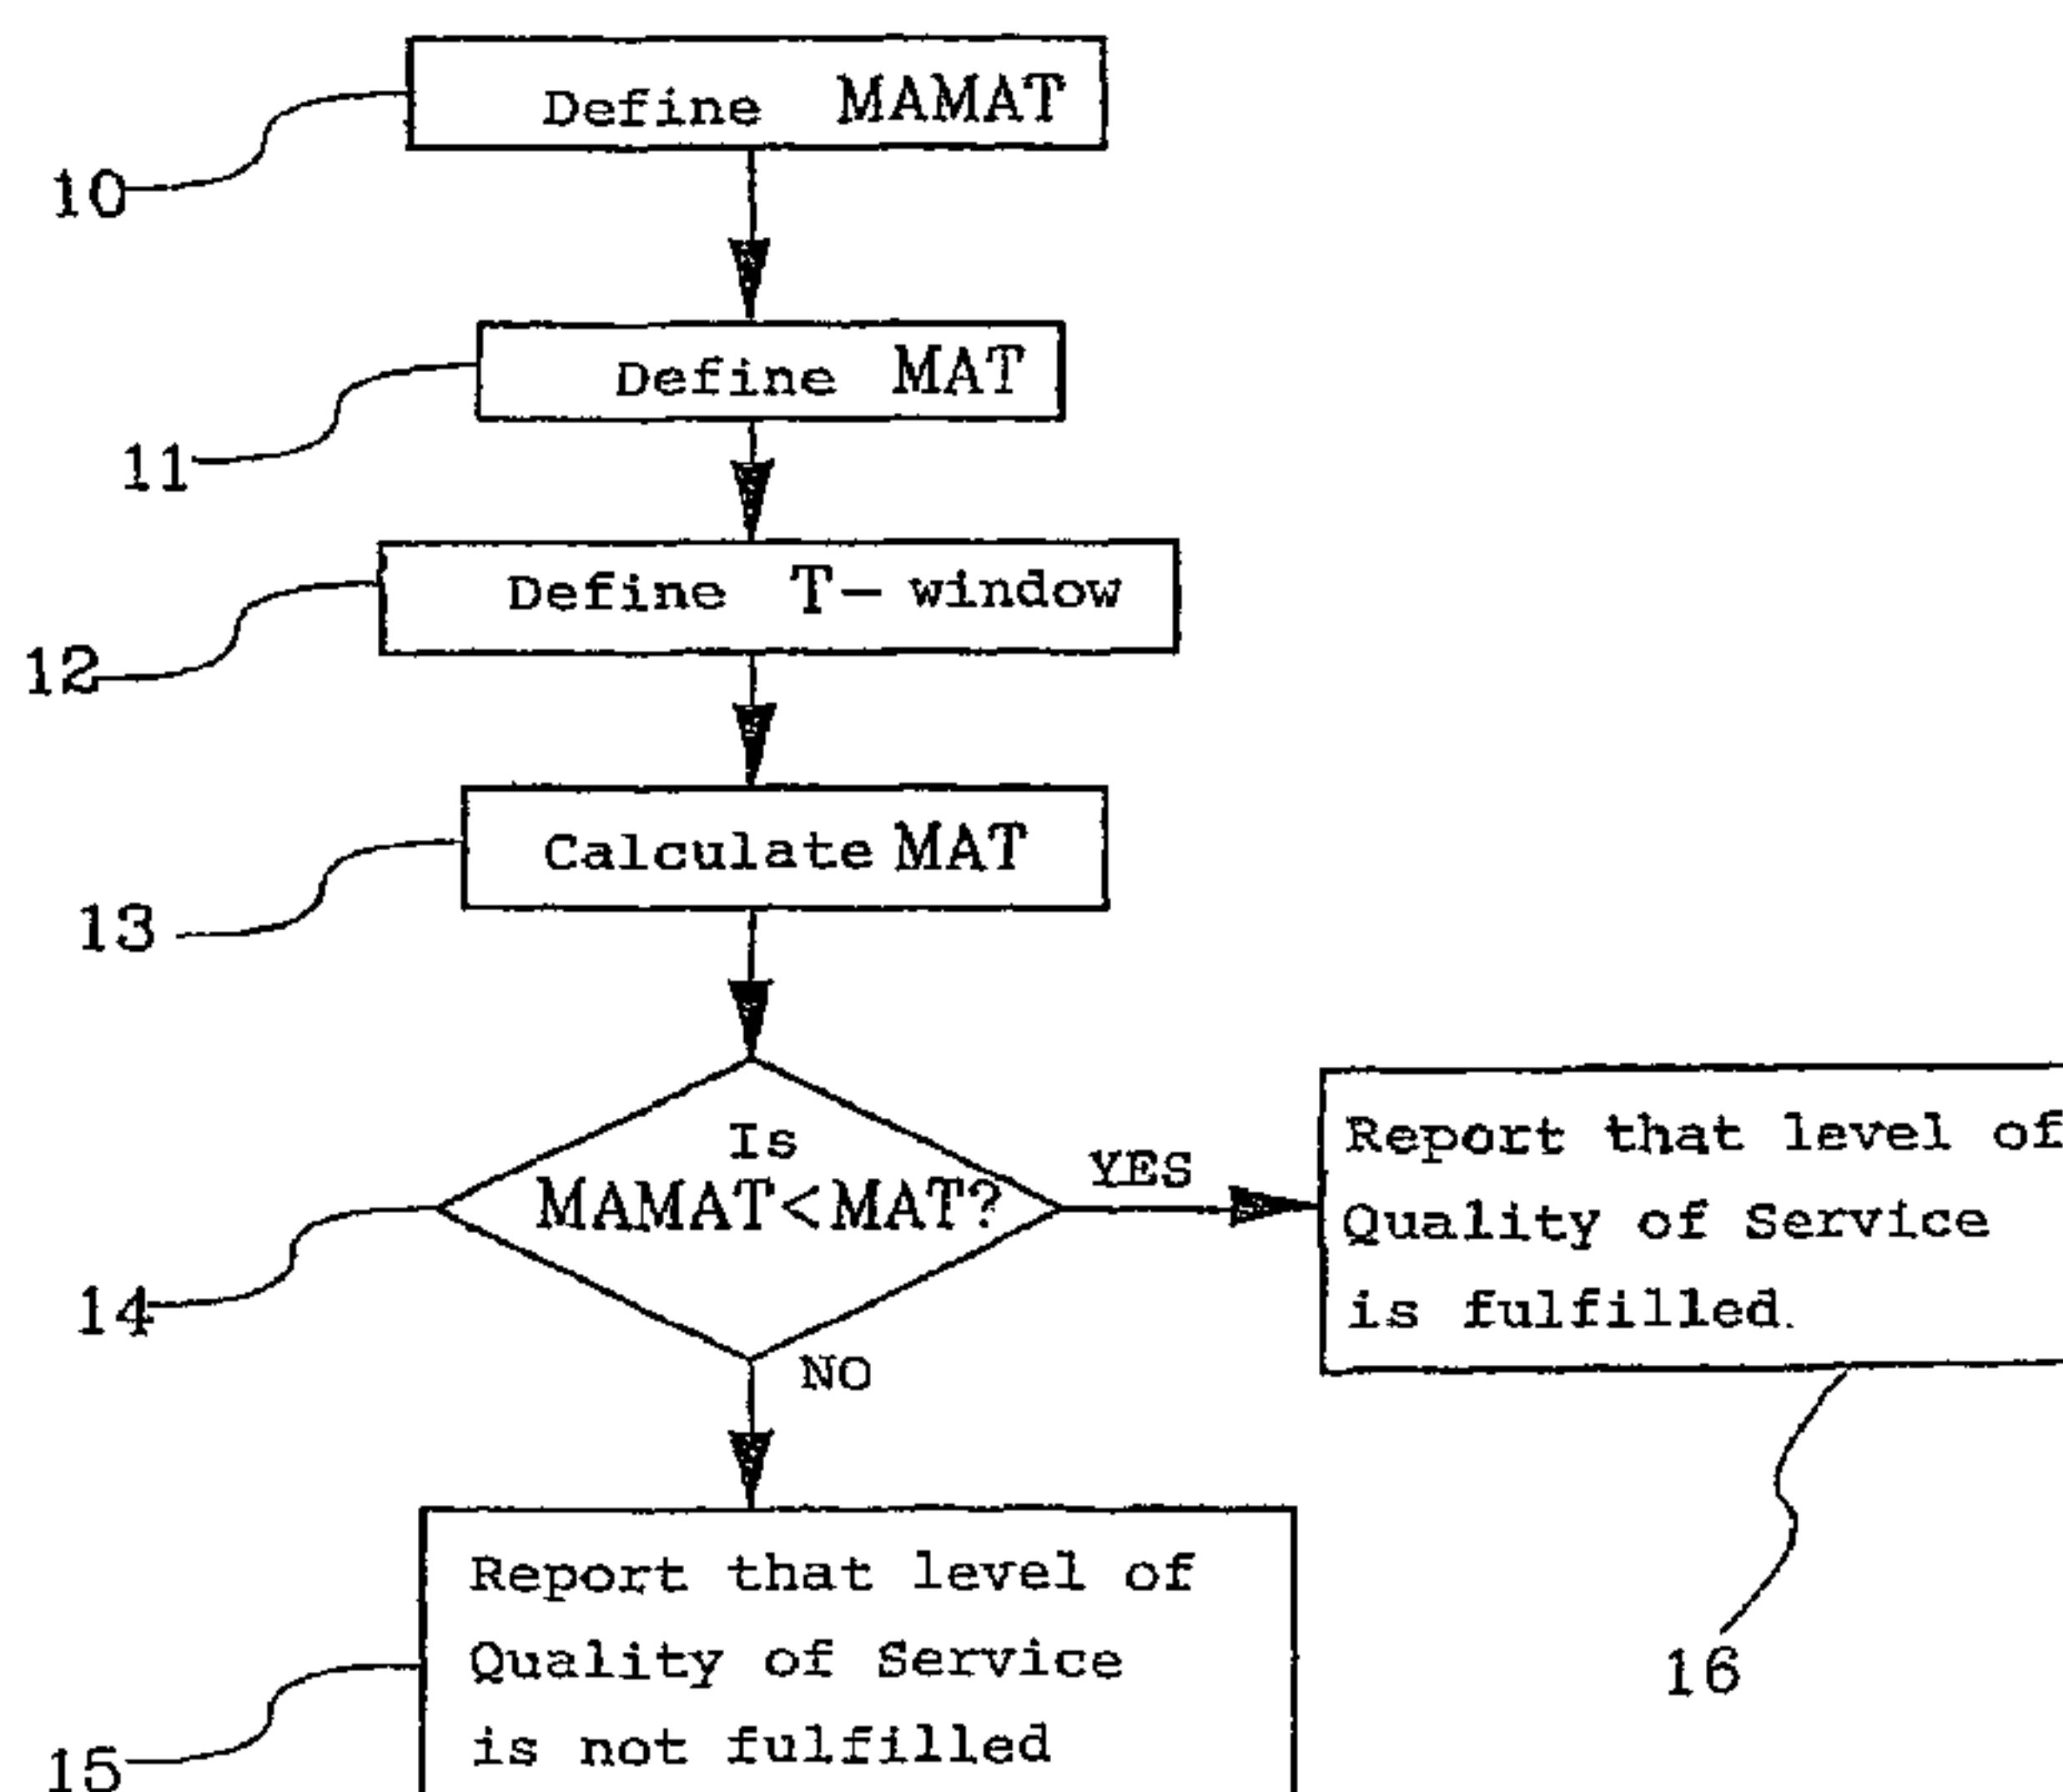 Define MAMAT
10
Define MAT
11
Define T- window
12
Calculate MAT
13
Is
MAMAT<MAT?
YES
14
NO
Report that level of
Quality of Service
is fulfilled.
16
Report that level of
Quality of Service
is not fulfilled
15